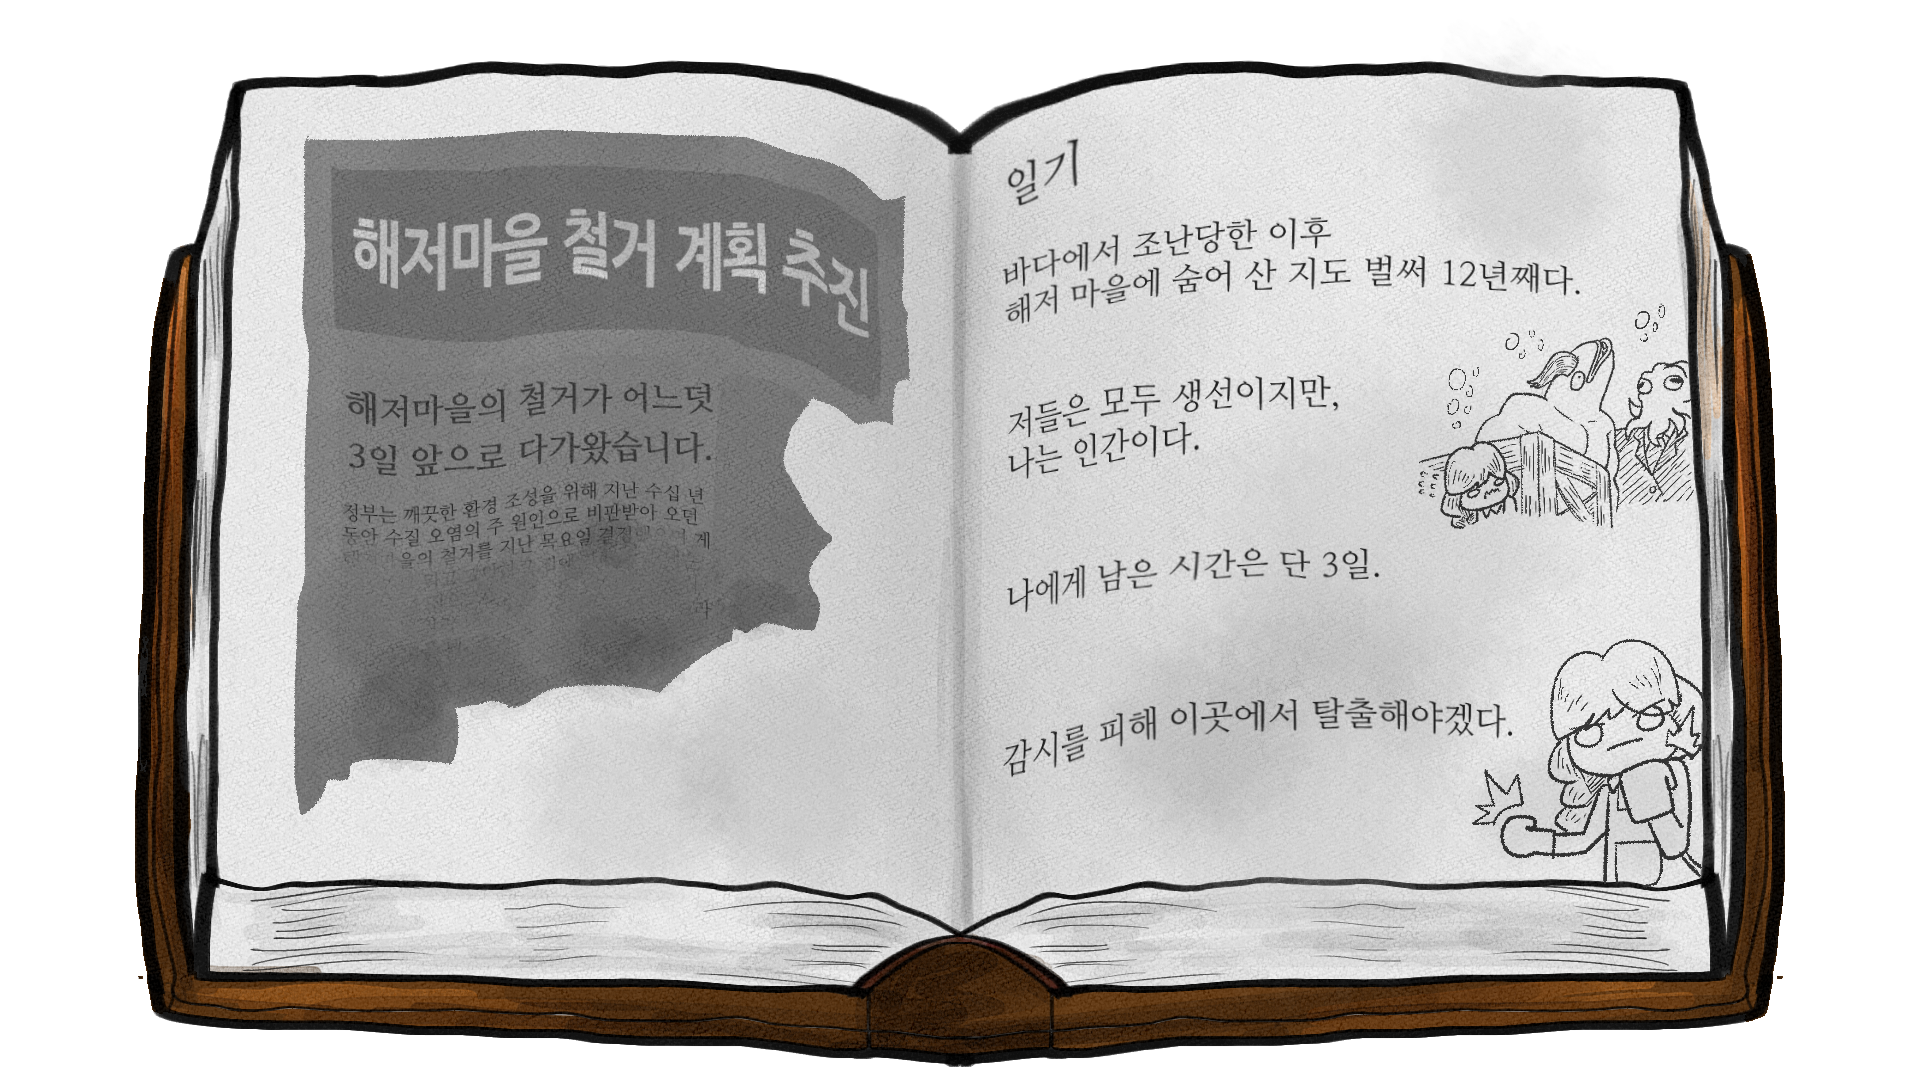 해저마을 철거 계획 추진
해저마을의 철거가 어느덧
3일 앞으로 다가왔습니다.
정부는 깨끗한 환경 조성을 위해 지난 수십 년
동안 수질 오염의 주 원인으로 비판받아 오던
마을의 철거를 지난 목요일 결정 계
라
일기
바다에서 조난당한 이후
해저 마을에 숨어 산 지도 벌써 12년째다.
저들은 모두 생선이지만,
나는 인간이다.
나에게 남은 시간은 단 3일.
감시를 피해 이곳에서 탈출해야겠다.